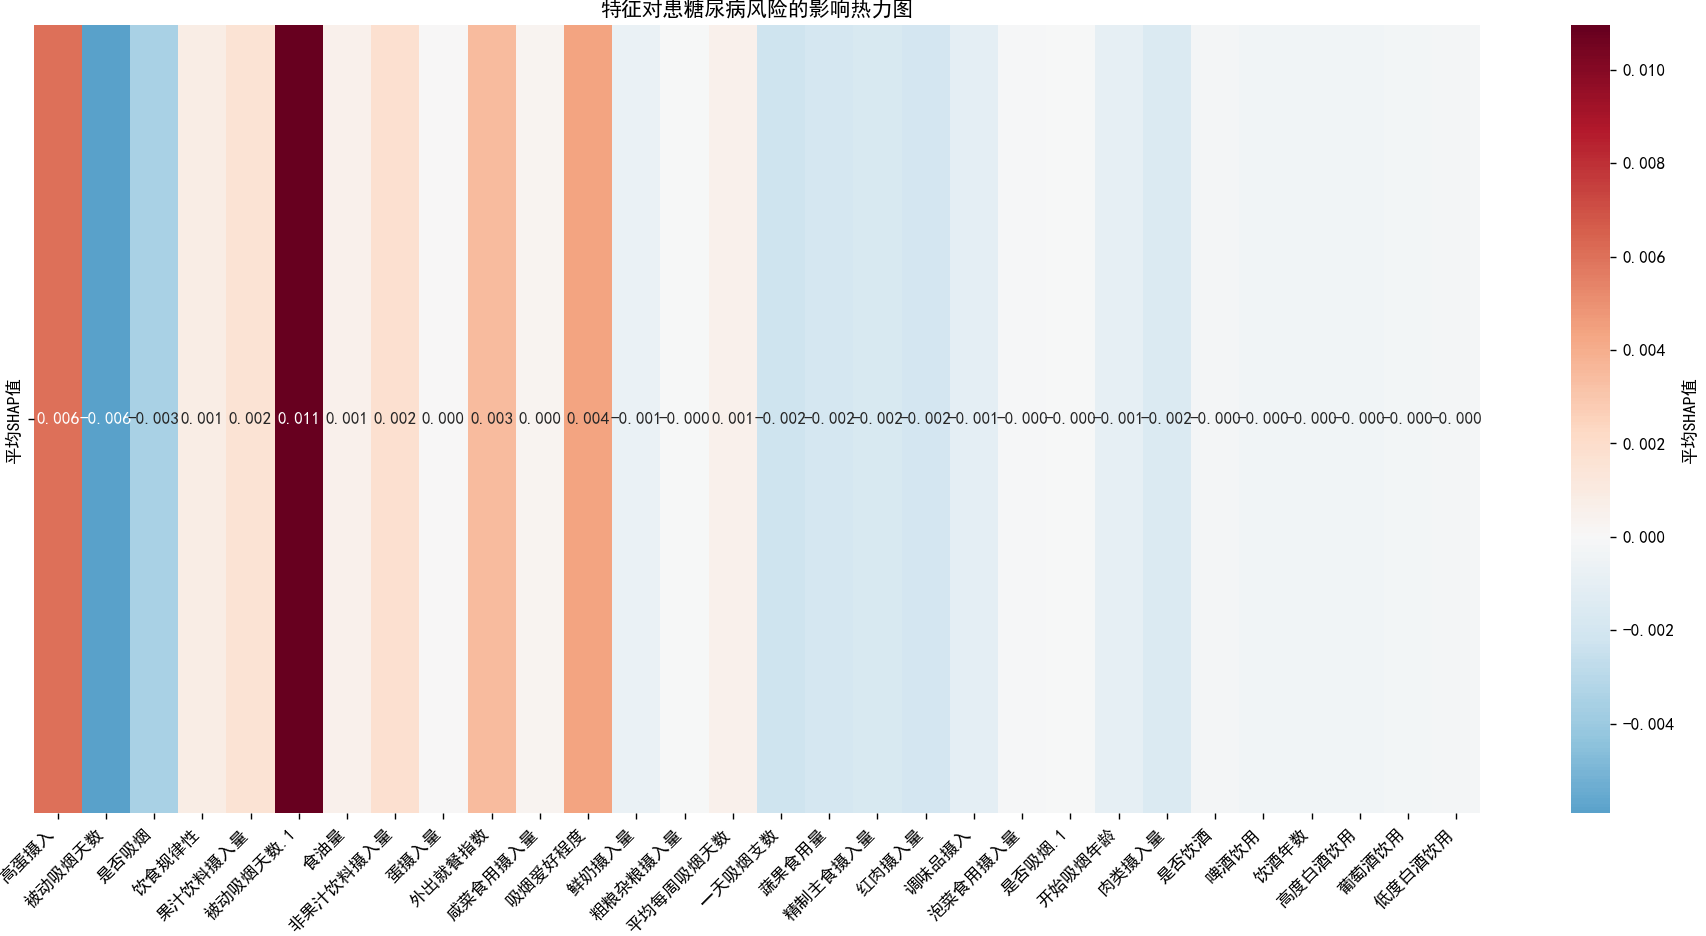 特征对患糖尿病风险的影响热力图
平均SHAP值
0.006 -0.006 -0.003 0.001 0.002 0.011 0.001 0.002 0.000 0.003 0.000 0.004 -0.001 -0.000 0.001 -0.002 -0.002 -0.002 -0.002 -0.001 -0.000 -0.000 -0.001 -0.002 -0.000 -0.000 -0.000 -0.000 -0.000 -0.000
高蛋摄入
被动吸烟天数
是否吸烟
饮食规律性
果汁饮料摄入量
被动吸烟天数.1
食油量
非果汁饮料摄入量
蛋摄入量
外出就餐指数
咸菜食用摄入量
吸烟爱好程度
鲜奶摄入量
粗粮杂粮摄入量
平均每周吸烟天数
一天吸烟支数
蔬果食用量
精制主食摄入量
红肉摄入量
调味品摄入
泡菜食用摄入量
是否吸烟.1
开始吸烟年龄
肉类摄入量
是否饮酒
啤酒饮用
饮酒年数
高度白酒饮用
葡萄酒饮用
低度白酒饮用
0.010
0.008
0.006
0.004
0.002
0.000
-0.002
-0.004
平均SHAP值